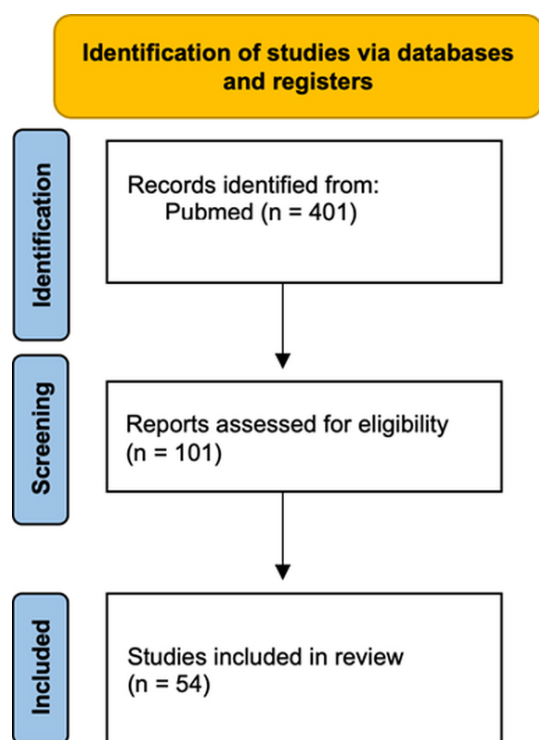 Identification of studies via databases
and registers
Identification
Records identified from:
Pubmed (n = 401)
Screening
Reports assessed for eligibility
(n = 101)
Included
Studies included in review
(n = 54)